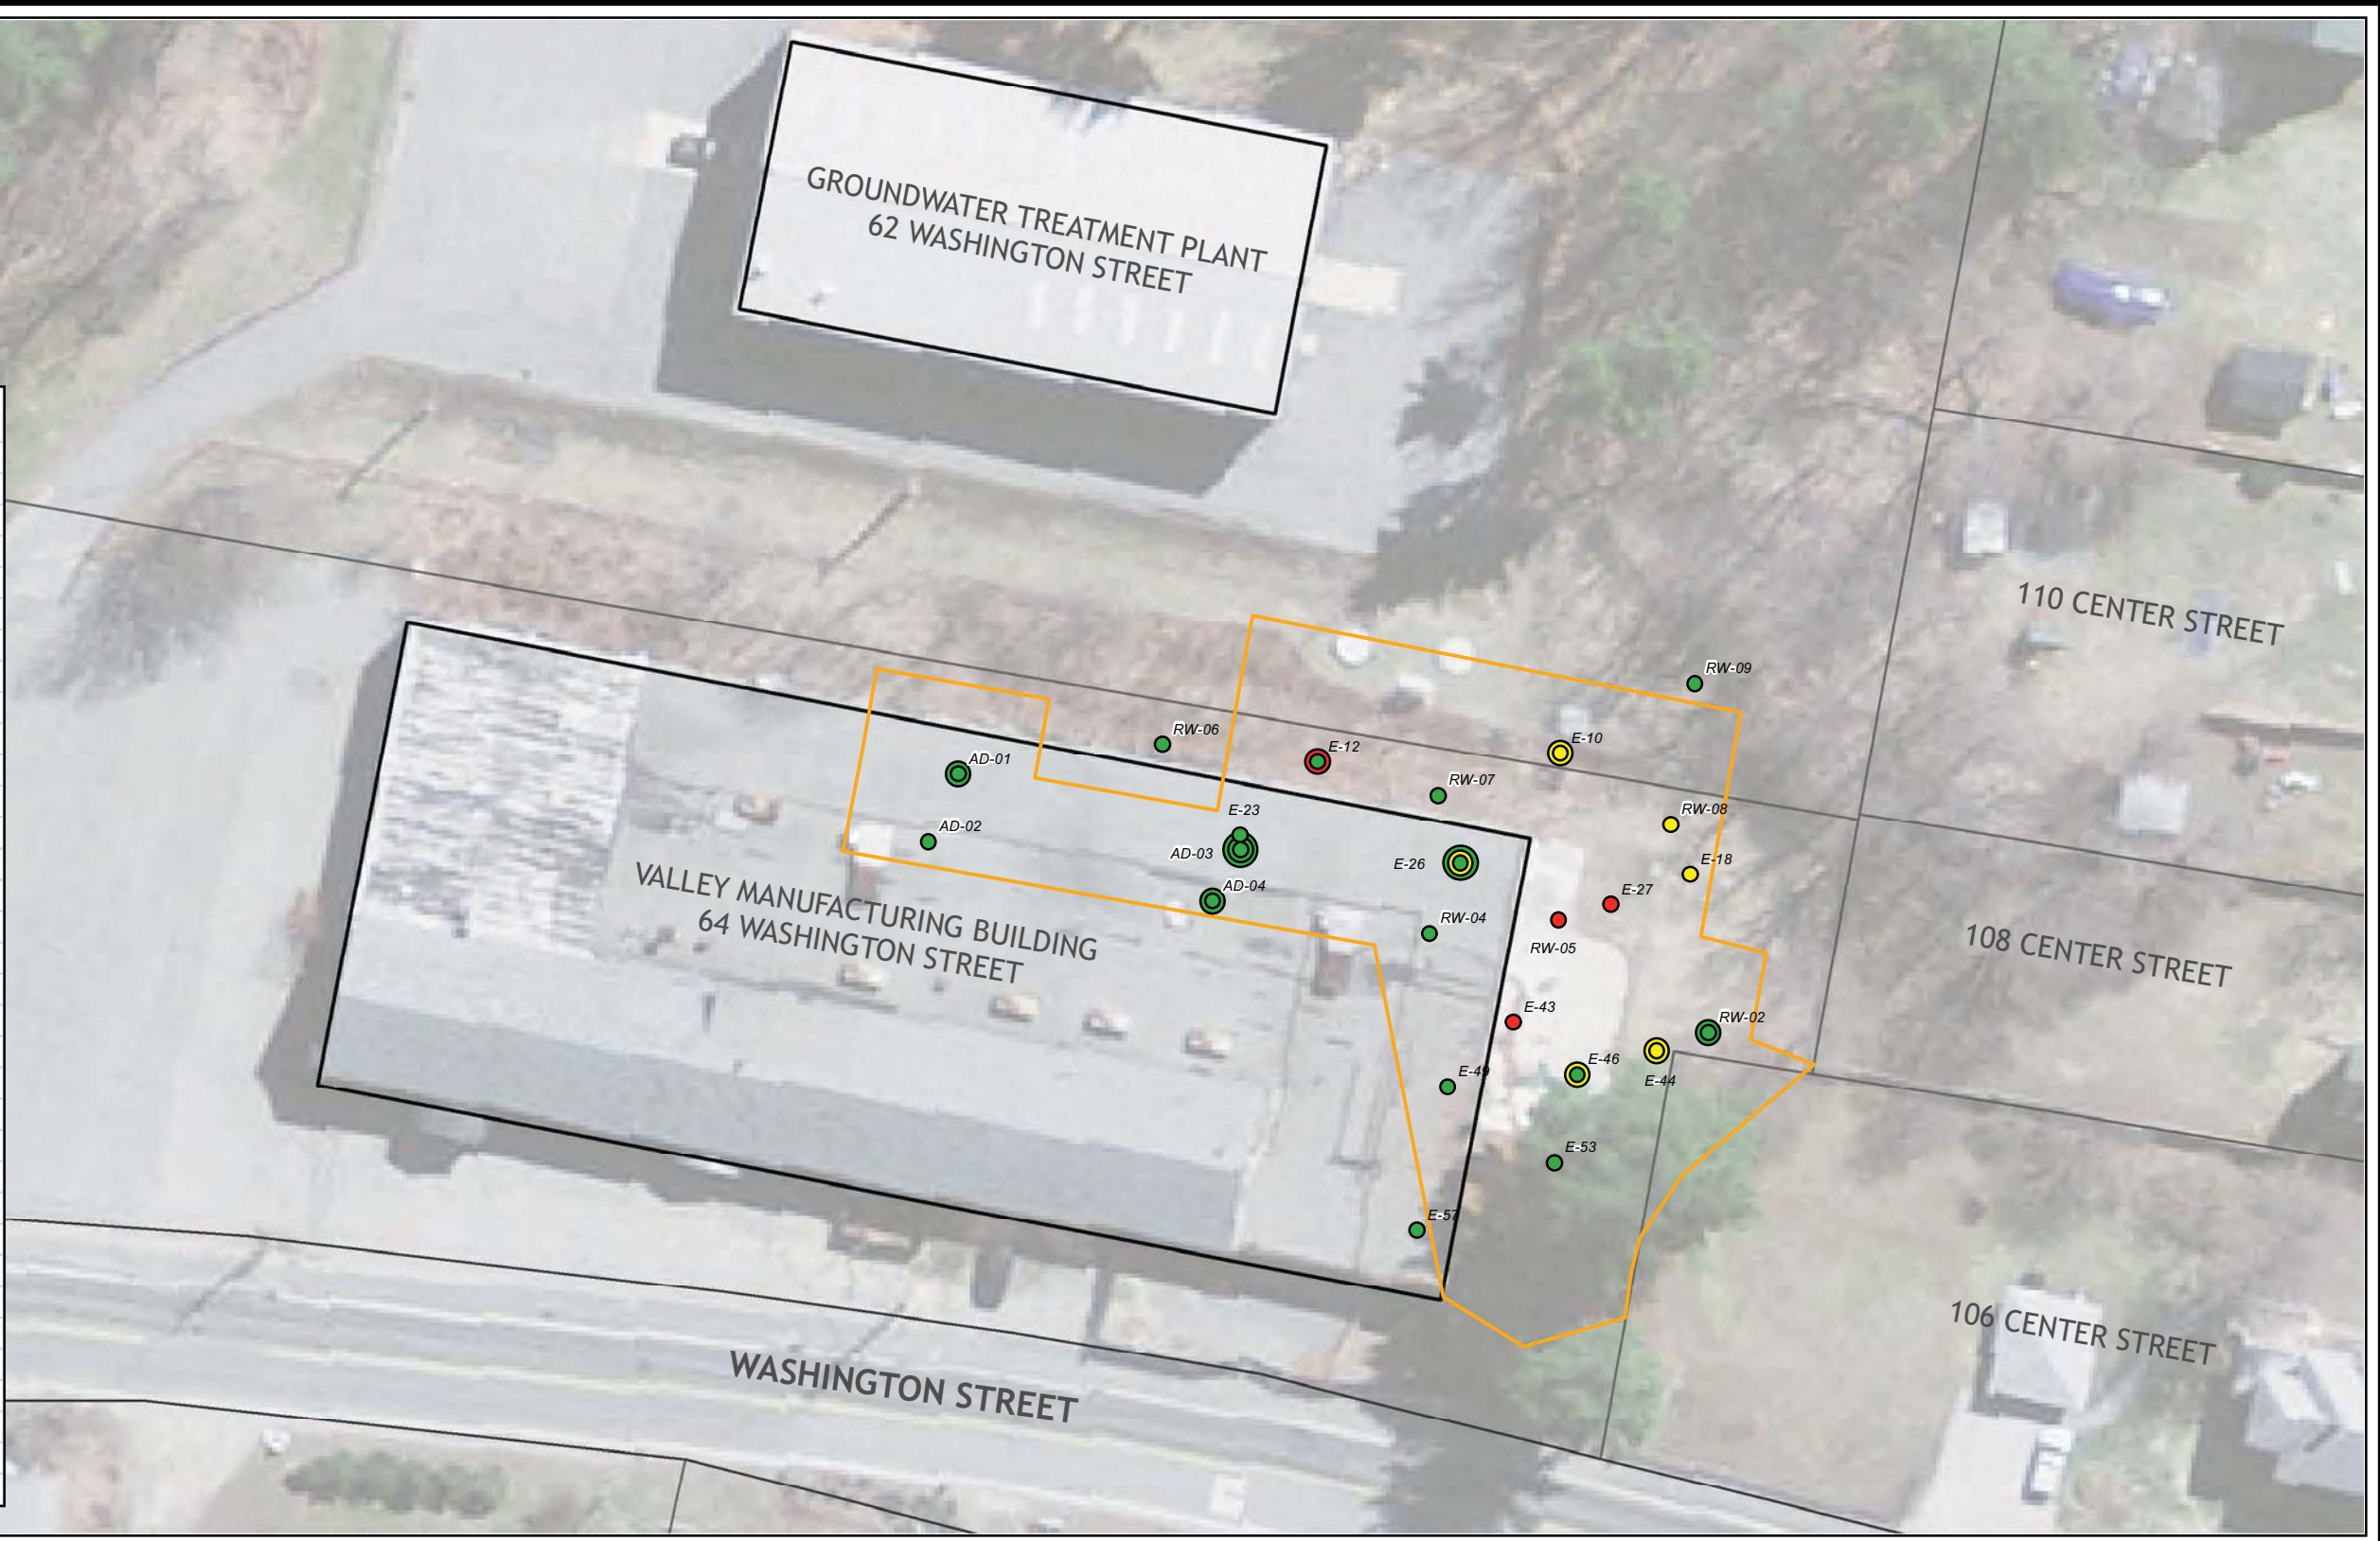 GROUNDWATER TREATMENT PLANT
62 WASHINGTON STREET
110 CENTER STREET
RW-09
RW-06
E-12
E-10
AD-01
RW-07
E-23
RW-08
AD-02
AD-03
E-26
E-18
AD-04
E-27
RW-04
RW-05
VALLEY MANUFACTURING BUILDING
64 WASHINGTON STREET
108 CENTER STREET
E-43
RW-02
E-46
E-44
E-49
E-53
E-57
106 CENTER STREET
WASHINGTON STREET